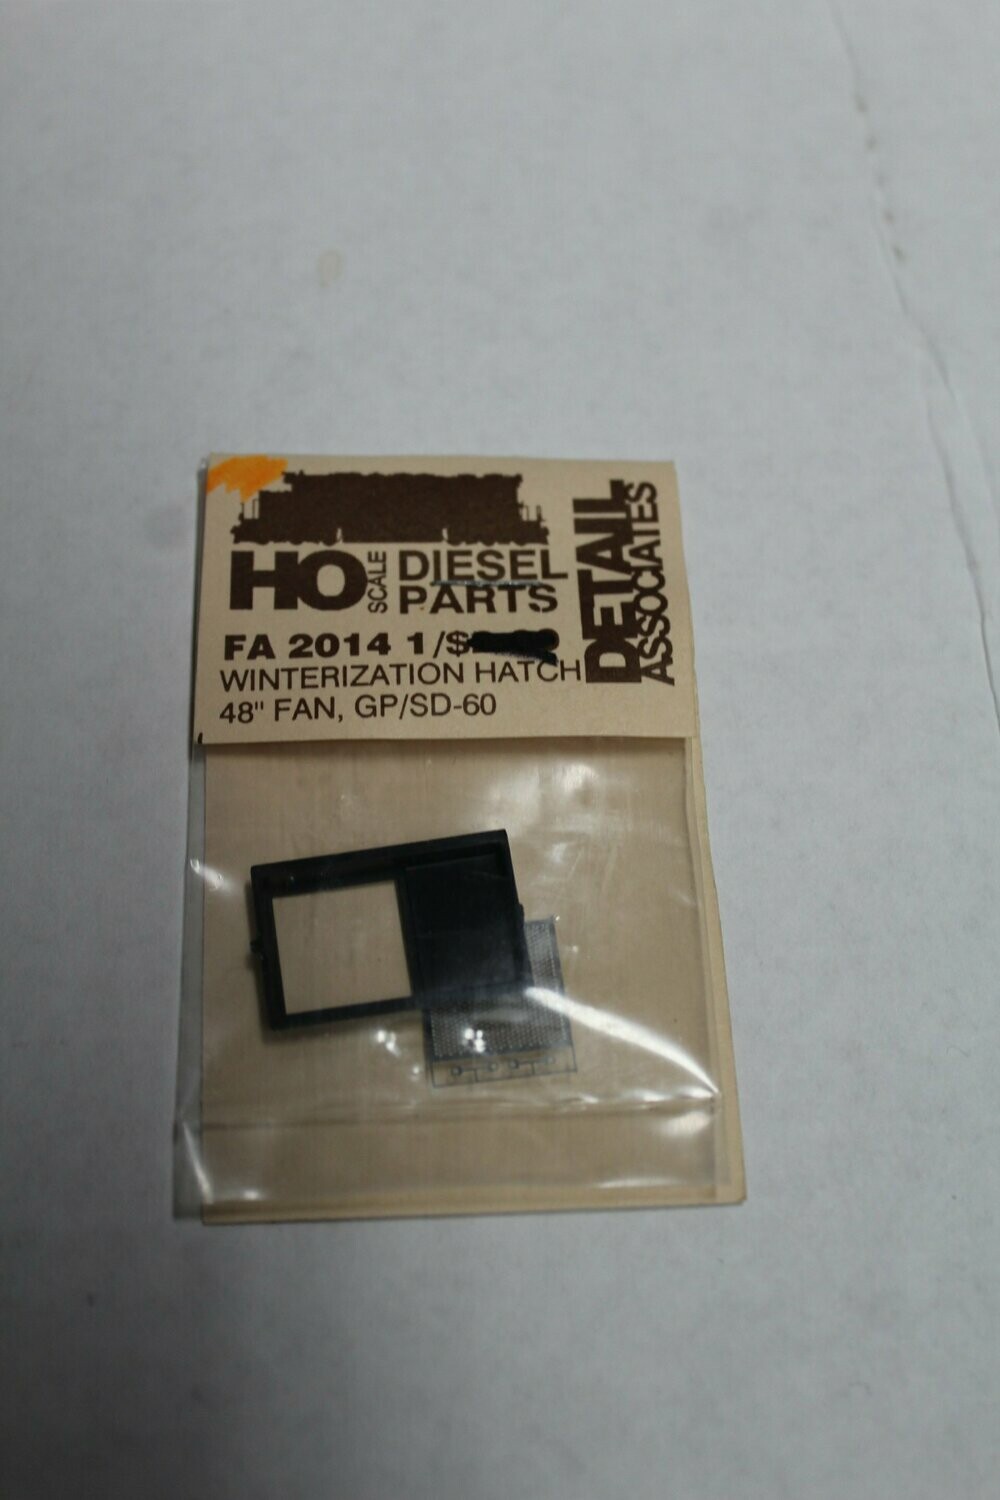 HO SCALE DIESEL PARTS
DETAIL ASSOCIATES
FA 2014 1/$
WINTERIZATION HATCH
48" FAN, GP/SD-60